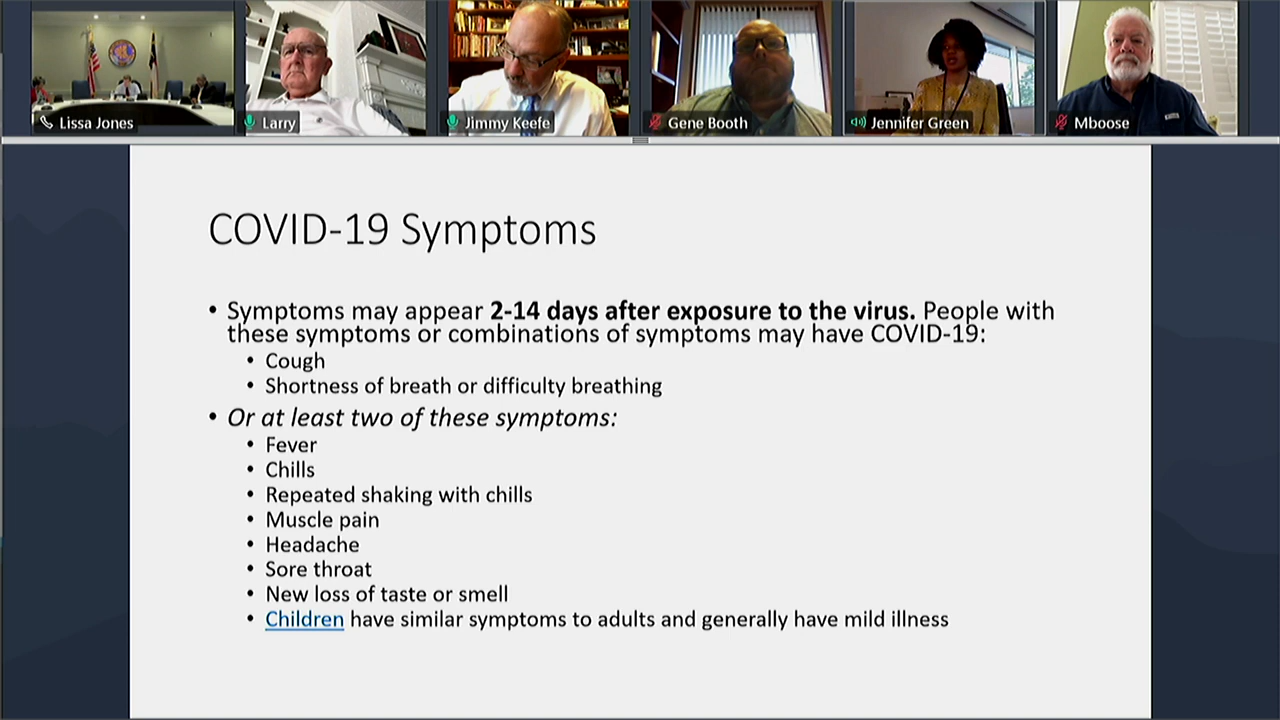 Lissa Jones
Larry
Jimmy Keefe
Gene Booth
Jennifer Green
Mboose
COVID-19 Symptoms
• Symptoms may appear 2-14 days after exposure to the virus. People with
these symptoms or combinations of symptoms may have COVID-19:
• Cough
• Shortness of breath or difficulty breathing
• Or at least two of these symptoms:
• Fever
• Chills
• Repeated shaking with chills
• Muscle pain
• Headache
• Sore throat
• New loss of taste or smell
• Children have similar symptoms to adults and generally have mild illness